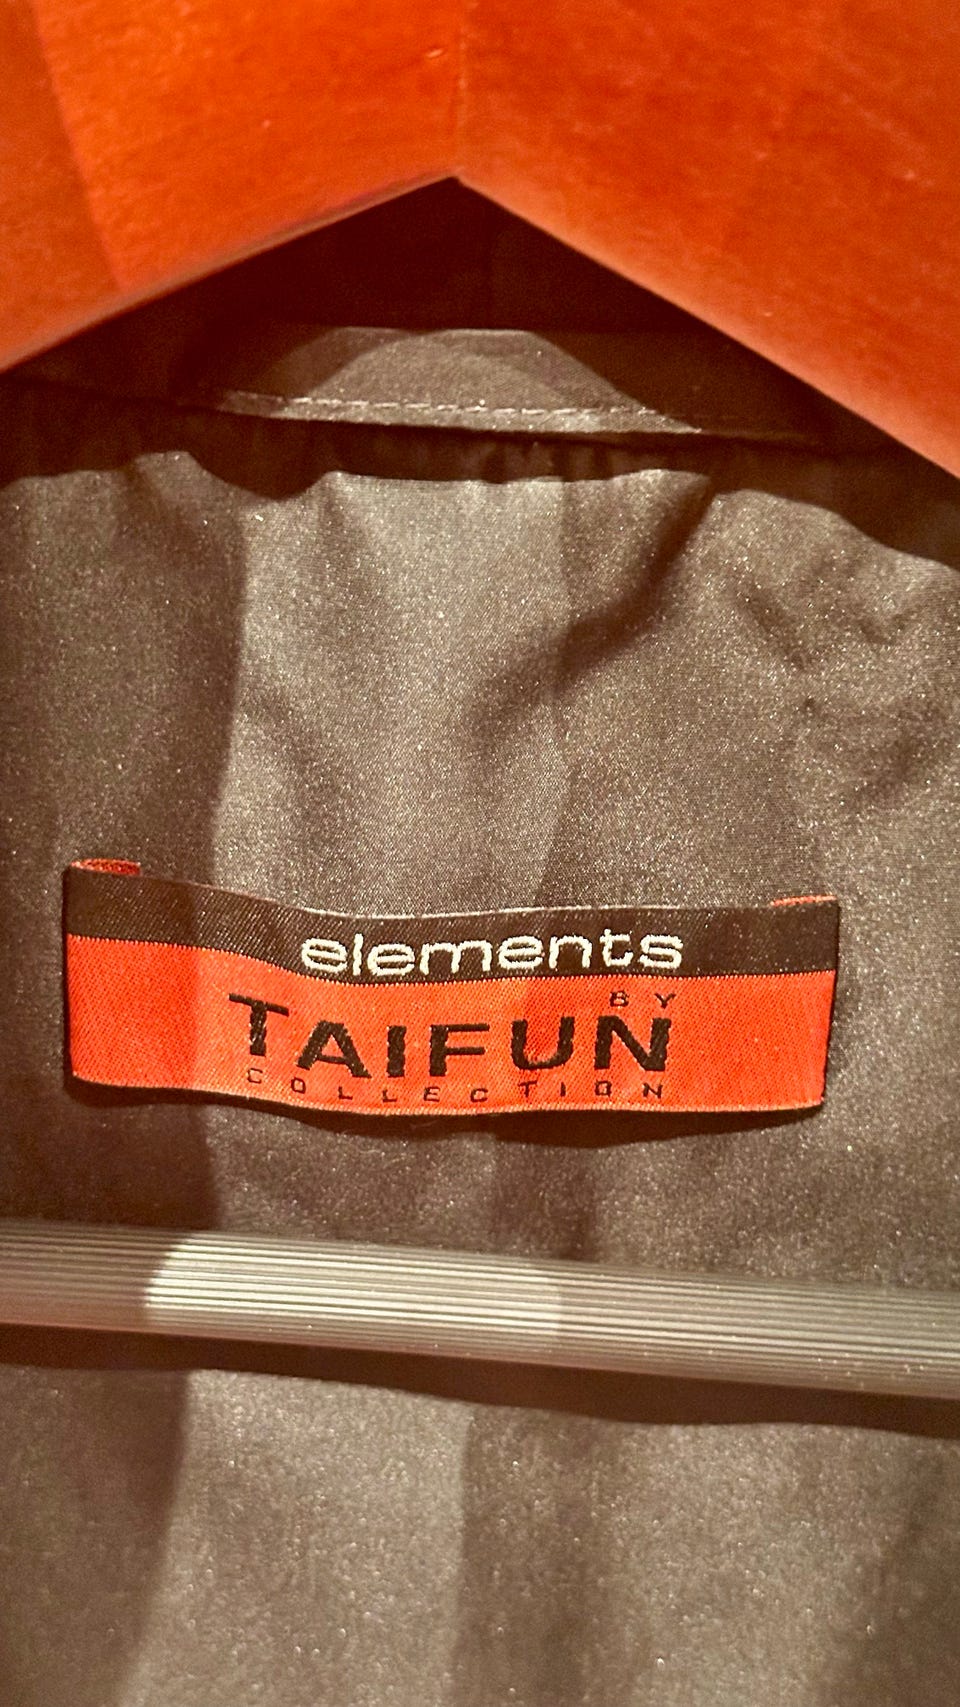 elements
BY
TAIFUN
COLLECTION